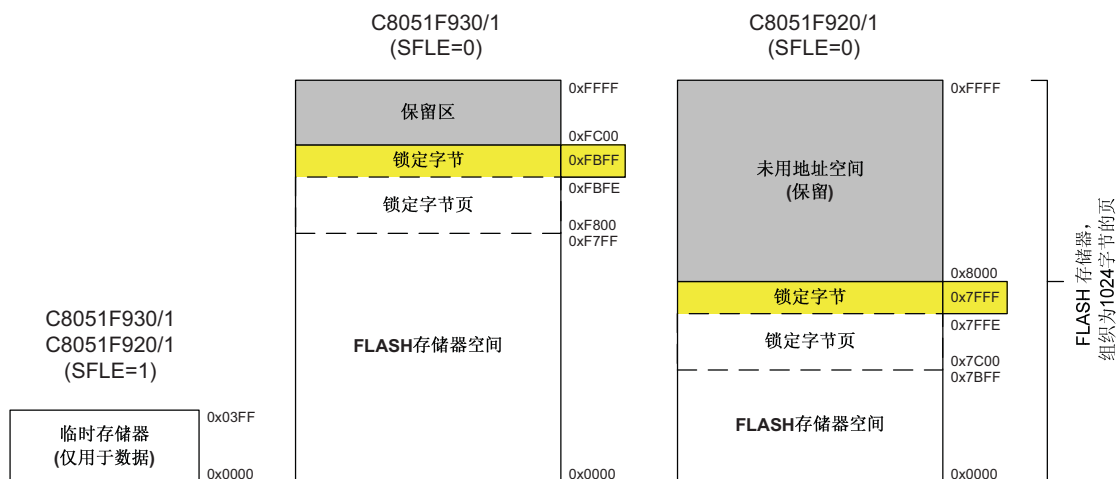 C8051F930/1
(SFLE=0)
C8051F920/1
(SFLE=0)
0xFFFF
保留区
0xFC00
锁定字节
0xFBFF
0xFBFE
锁定字节页
0xF800
0xF7FF
FLASH存储器空间
0x0000
0xFFFF
未用地址空间
(保留)
0x8000
锁定字节
0x7FFF
0x7FFE
锁定字节页
0x7C00
0x7BFF
FLASH存储器空间
0x0000
FLASH 存储器,
组织为1024字节的页
C8051F930/1
C8051F920/1
(SFLE=1)
0x03FF
临时存储器
(仅用于数据)
0x0000